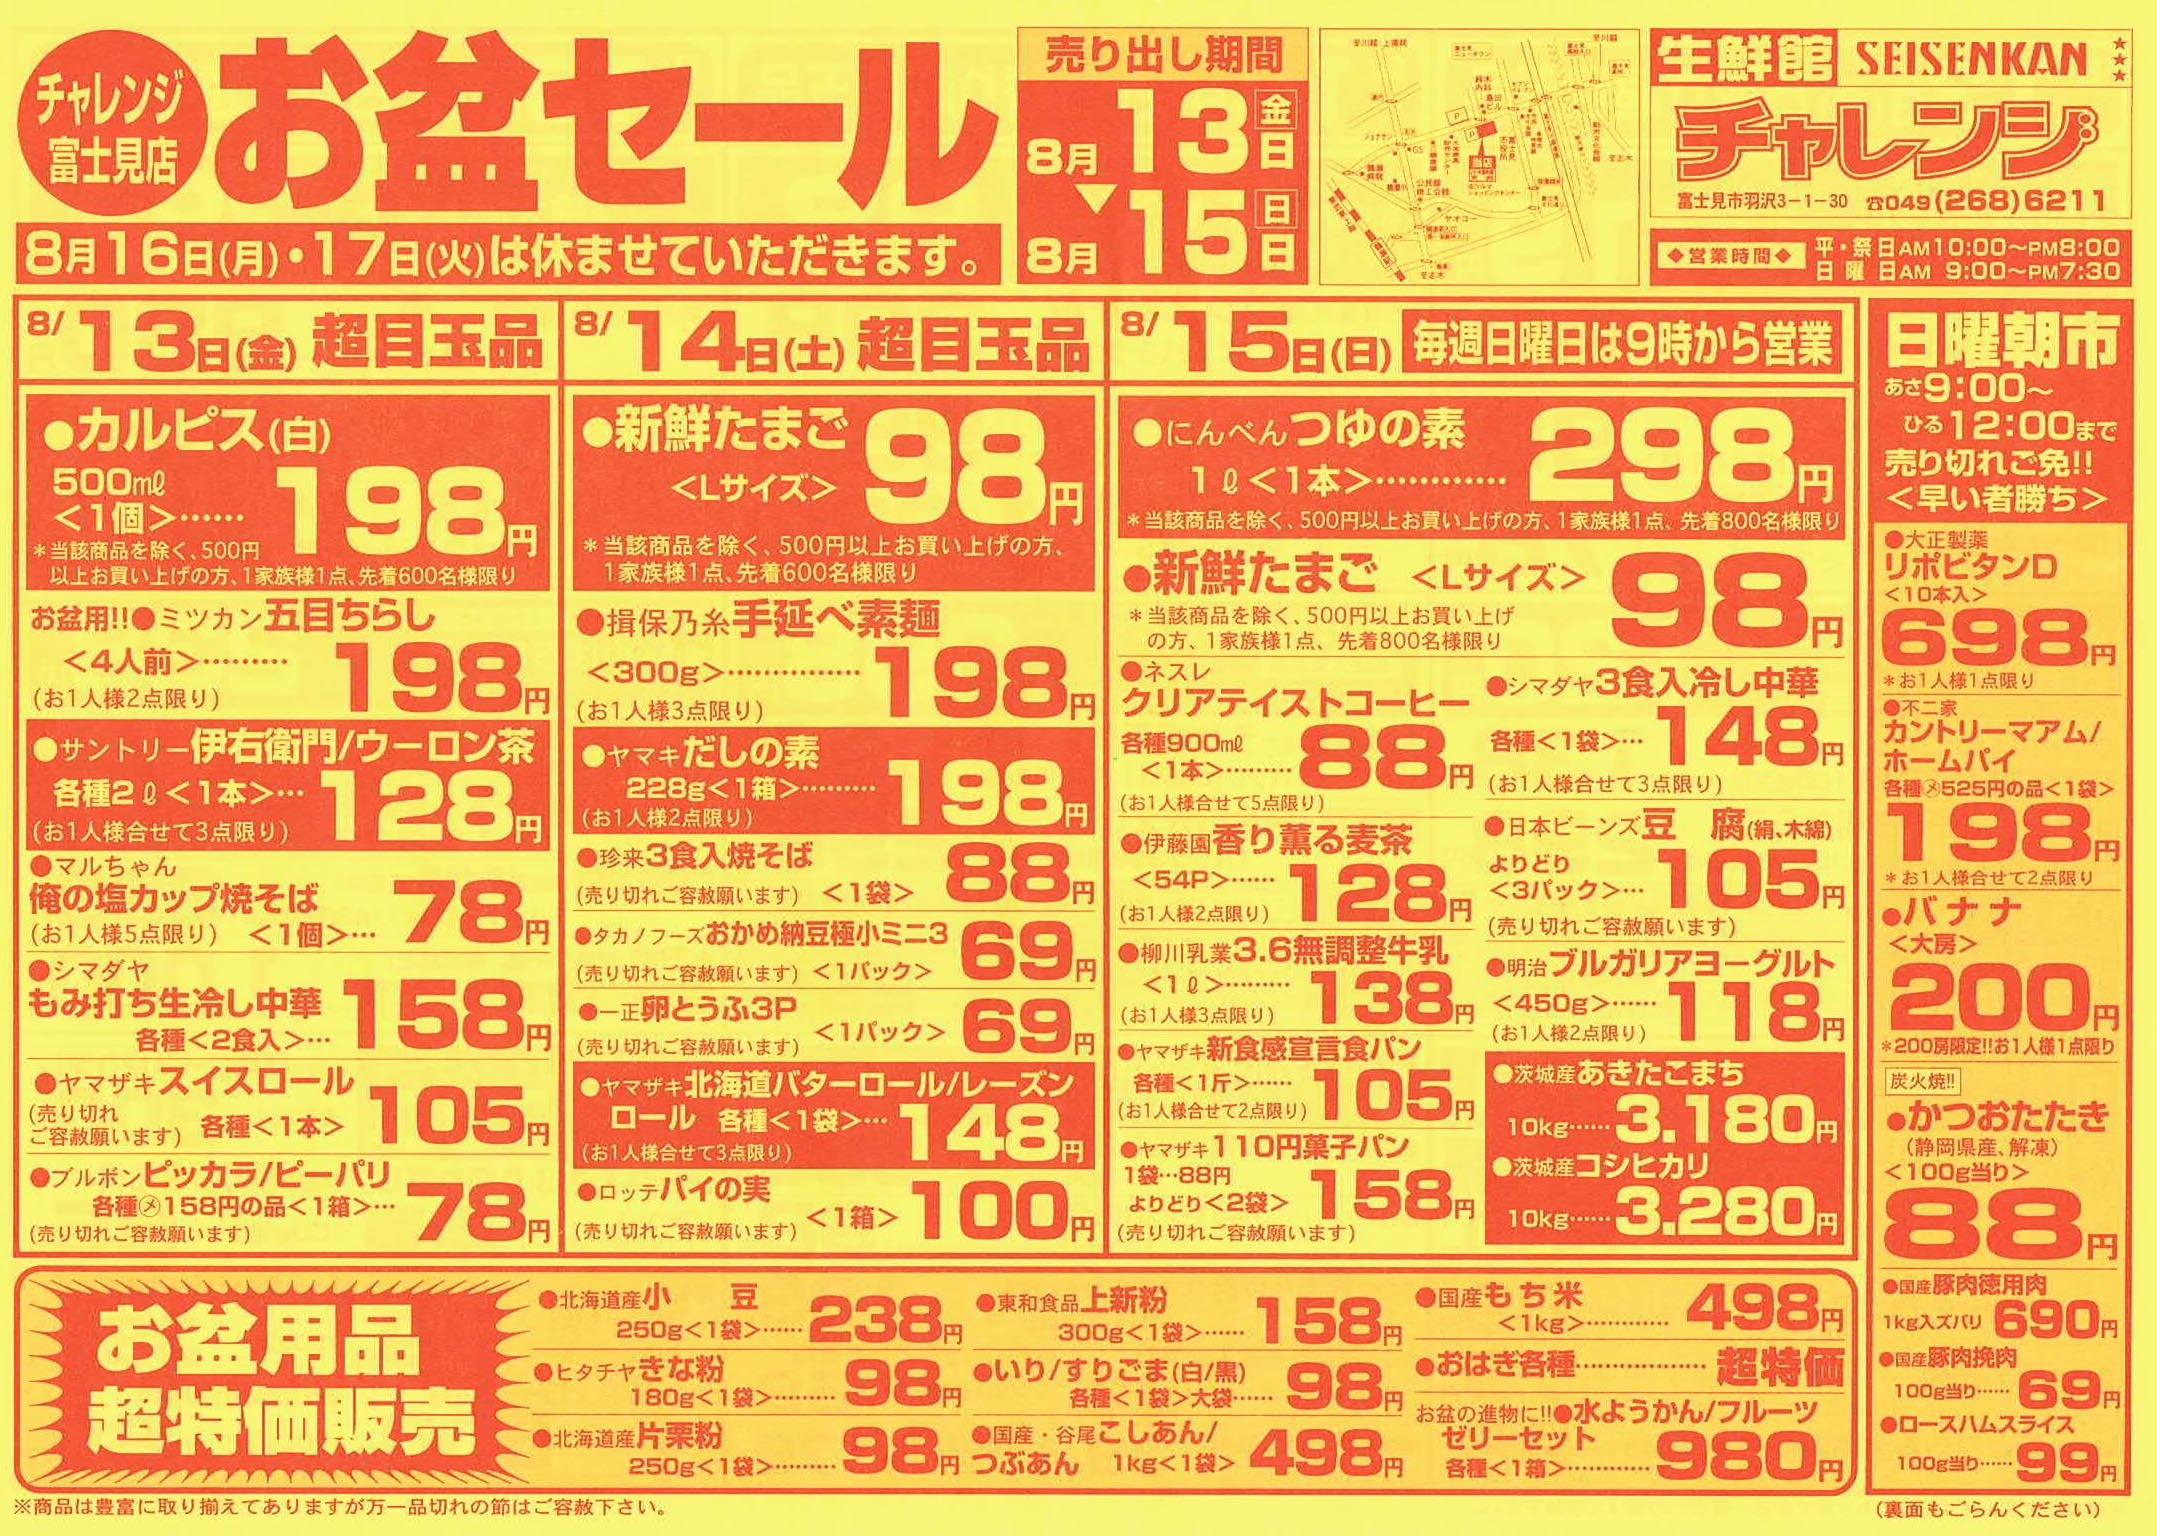 チャレンジ
富士見店
お盆セール
8月16日(月)・17日(火)は休ませていただきます。
売り出し期間
8月13日金
▼
8月15日日
生鮮館 SEISENKAN
チャレンジ
富士見市羽沢3-1-30 ☎049(268)6211
◆営業時間◆
平・祭日AM10:00〜PM8:00
日曜日AM 9:00〜PM7:30
8/13日(金)超目玉品
●カルピス(白)
500mℓ
<1個>……198円
*当該商品を除く、500円
以上お買い上げの方、1家族様1点、先着600名様限り
お盆用!!●ミツカン五目ちらし
<4人前>………198円
(お1人様2点限り)
●サントリー伊右衛門/ウーロン茶
各種2ℓ<1本>…128円
(お1人様合せて3点限り)
●マルちゃん
俺の塩カップ焼そば
(お1人様5点限り) <1個>…78円
●シマダヤ
もみ打ち生冷し中華
各種<2食入>…158円
●ヤマザキスイスロール
(売り切れ
ご容赦願います) 各種<1本>105円
●ブルボンピッカラ/ピーパリ
各種㋱158円の品<1箱>…78円
(売り切れご容赦願います)
8/14日(土)超目玉品
●新鮮たまご
<Lサイズ>98円
*当該商品を除く、500円以上お買い上げの方、
1家族様1点、先着600名様限り
●揖保乃糸手延べ素麺
<300g>……………198円
(お1人様3点限り)
●ヤマキだしの素
228g<1箱>………198円
(お1人様2点限り)
●珍来3食入焼そば
(売り切れご容赦願います) <1袋>88円
●タカノフーズおかめ納豆極小ミニ3
(売り切れご容赦願います) <1パック>69円
●一正卵とうふ3P
(売り切れご容赦願います) <1パック>69円
●ヤマザキ北海道バターロール/レーズン
ロール 各種<1袋>…148円
(お1人様合せて3点限り)
●ロッテパイの実
(売り切れご容赦願います) <1箱>100円
8/15日(日)毎週日曜日は9時から営業
●にんべんつゆの素
1ℓ<1本>…………298円
*当該商品を除く、500円以上お買い上げの方、1家族様1点、先着800名様限り
●新鮮たまご <Lサイズ>98円
*当該商品を除く、500円以上お買い上げ
の方、1家族様1点、先着800名様限り
●ネスレ
クリアテイストコーヒー
各種900mℓ
<1本>………88円
(お1人様合せて5点限り)
●伊藤園香り薫る麦茶
<54P>……128円
(お1人様2点限り)
●柳川乳業3.6無調整牛乳
<1ℓ>………138円
(お1人様3点限り)
●ヤマザキ新食感宣言食パン
各種<1斤>……105円
(お1人様合せて2点限り)
●ヤマザキ110円菓子パン
1袋…88円
よりどり<2袋>158円
(売り切れご容赦願います)
●シマダヤ3食入冷し中華
各種<1袋>…148円
(お1人様合せて3点限り)
●日本ビーンズ豆 腐(絹、木綿)
よりどり
<3パック>…105円
(売り切れご容赦願います)
●明治ブルガリアヨーグルト
<450g>……118円
(お1人様2点限り)
●茨城産あきたこまち
10kg……3.180円
●茨城産コシヒカリ
10kg……3.280円
日曜朝市
あさ9:00〜
ひる12:00まで
売り切れご免!!
<早い者勝ち>
●大正製薬
リポビタンD
<10本入>
698円
*お1人様1点限り
●不二家
カントリーマアム/
ホームパイ
各種㋱525円の品<1袋>
198円
*お1人様合せて2点限り
●バナナ
<大房>
200円
*200房限定!!お1人様1点限り
炭火焼!!
●かつおたたき
(静岡県産、解凍)
<100g当り>
88円
●国産豚肉徳用肉
1kg入ズバリ 690円
●国産豚肉挽肉
100g当り……69円
●ロースハムスライス
100g当り……99円
お盆用品
超特価販売
●北海道産小 豆
250g<1袋>……238円
●ヒタチヤきな粉
180g<1袋>………98円
●北海道産片栗粉
250g<1袋>………98円
●東和食品上新粉
300g<1袋>……158円
●いり/すりごま(白/黒)
各種<1袋>大袋……98円
●国産・谷尾こしあん/
つぶあん 1kg<1袋>498円
●国産もち米
<1kg>…………498円
●おはぎ各種………………超特価
お盆の進物に!!●水ようかん/フルーツ
ゼリーセット
各種<1箱>…………980円
※商品は豊富に取り揃えてありますが万一品切れの節はご容赦下さい。
(裏面もごらんください)